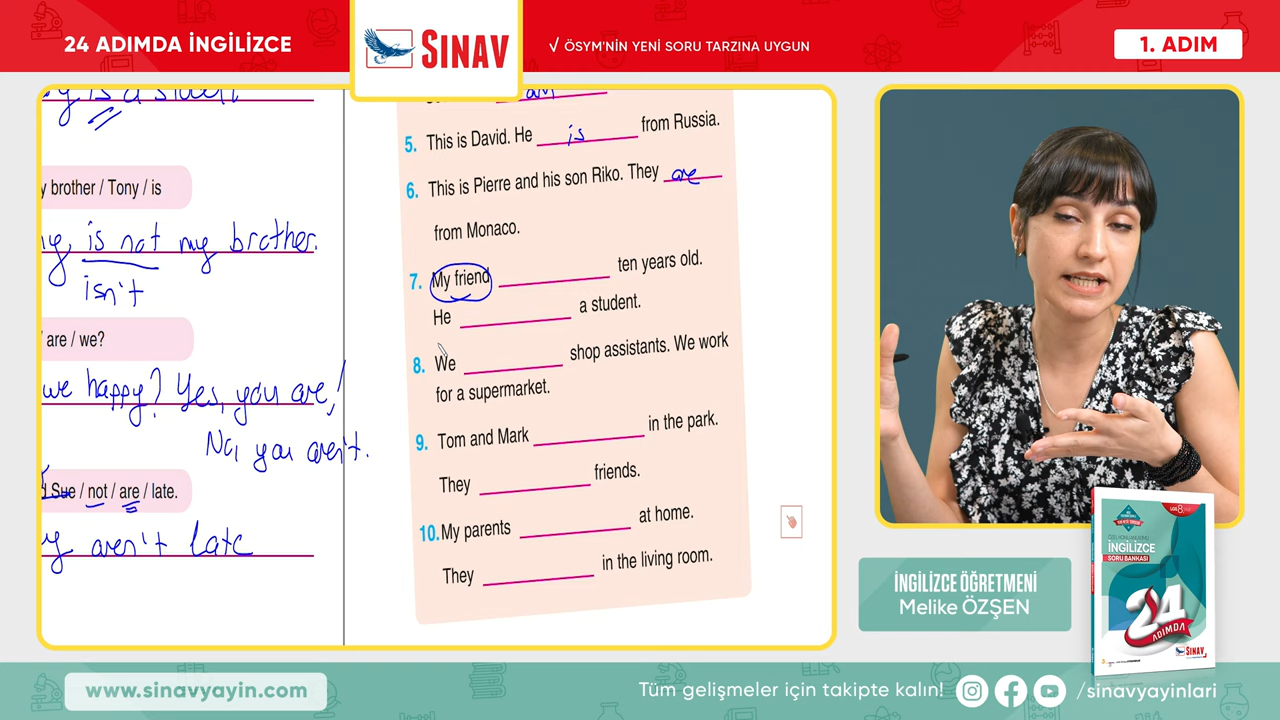 24 ADIMDA İNGİLİZCE
SINAV
√ ÖSYM'NİN YENİ SORU TARZINA UYGUN
1. ADIM
is a
y brother / Tony / is
is not my brother.
isn't
/ are / we?
we happy? Yes, you are!
No, you aren't.
Sue / not / are / late.
aren't late
am
5. This is David. He is from Russia.
6. This is Pierre and his son Riko. They are
from Monaco.
7. My friend ten years old.
He a student.
8. We shop assistants. We work
for a supermarket.
9. Tom and Mark in the park.
They friends.
10. My parents at home.
They in the living room.
İNGİLİZCE ÖĞRETMENİ
Melike ÖZŞEN
LGS 8
İNGİLİZCE
SORU BANKASI
24
ADIMDA
SINAV
www.sinavyayin.com
Tüm gelişmeler için takipte kalın!
/sinavyayinlari